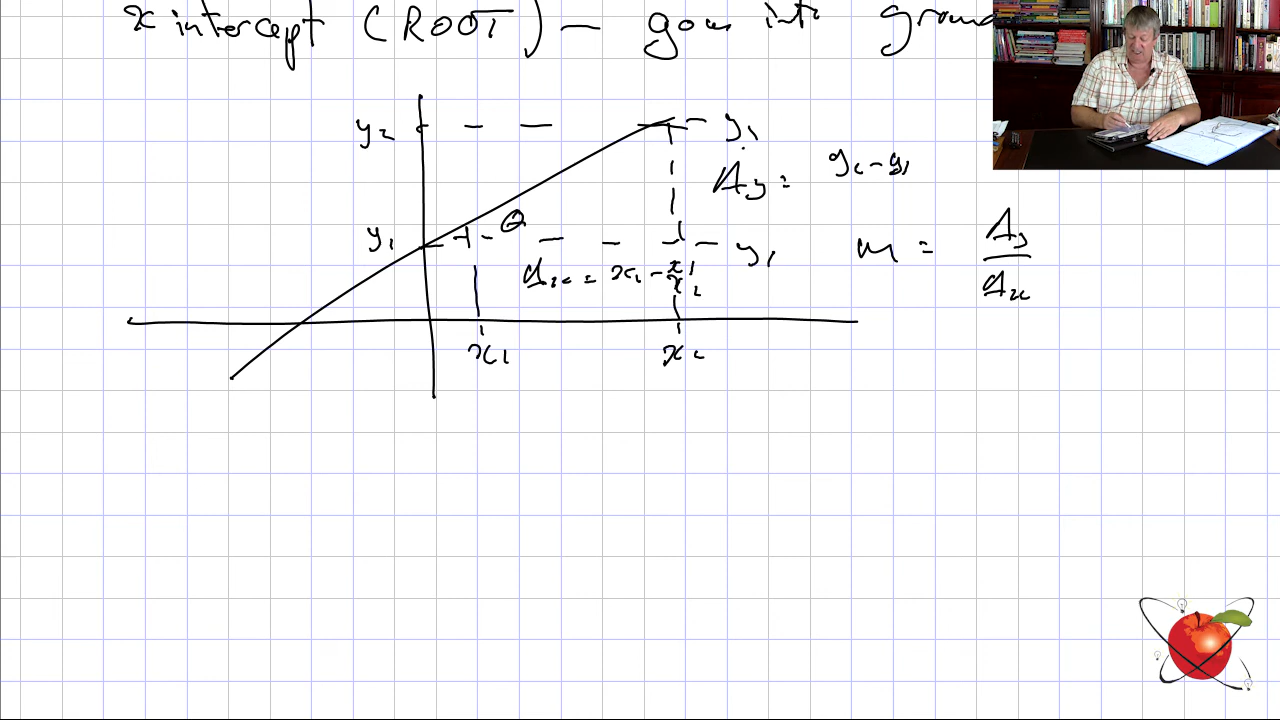 x intercept (ROOT) – goes into ground
y₂ y₁
Δy = y₂-y₁
y₁ θ y₁
Δx = x₂-x₁
x₂
m = Δy/Δx
x₁ x₂